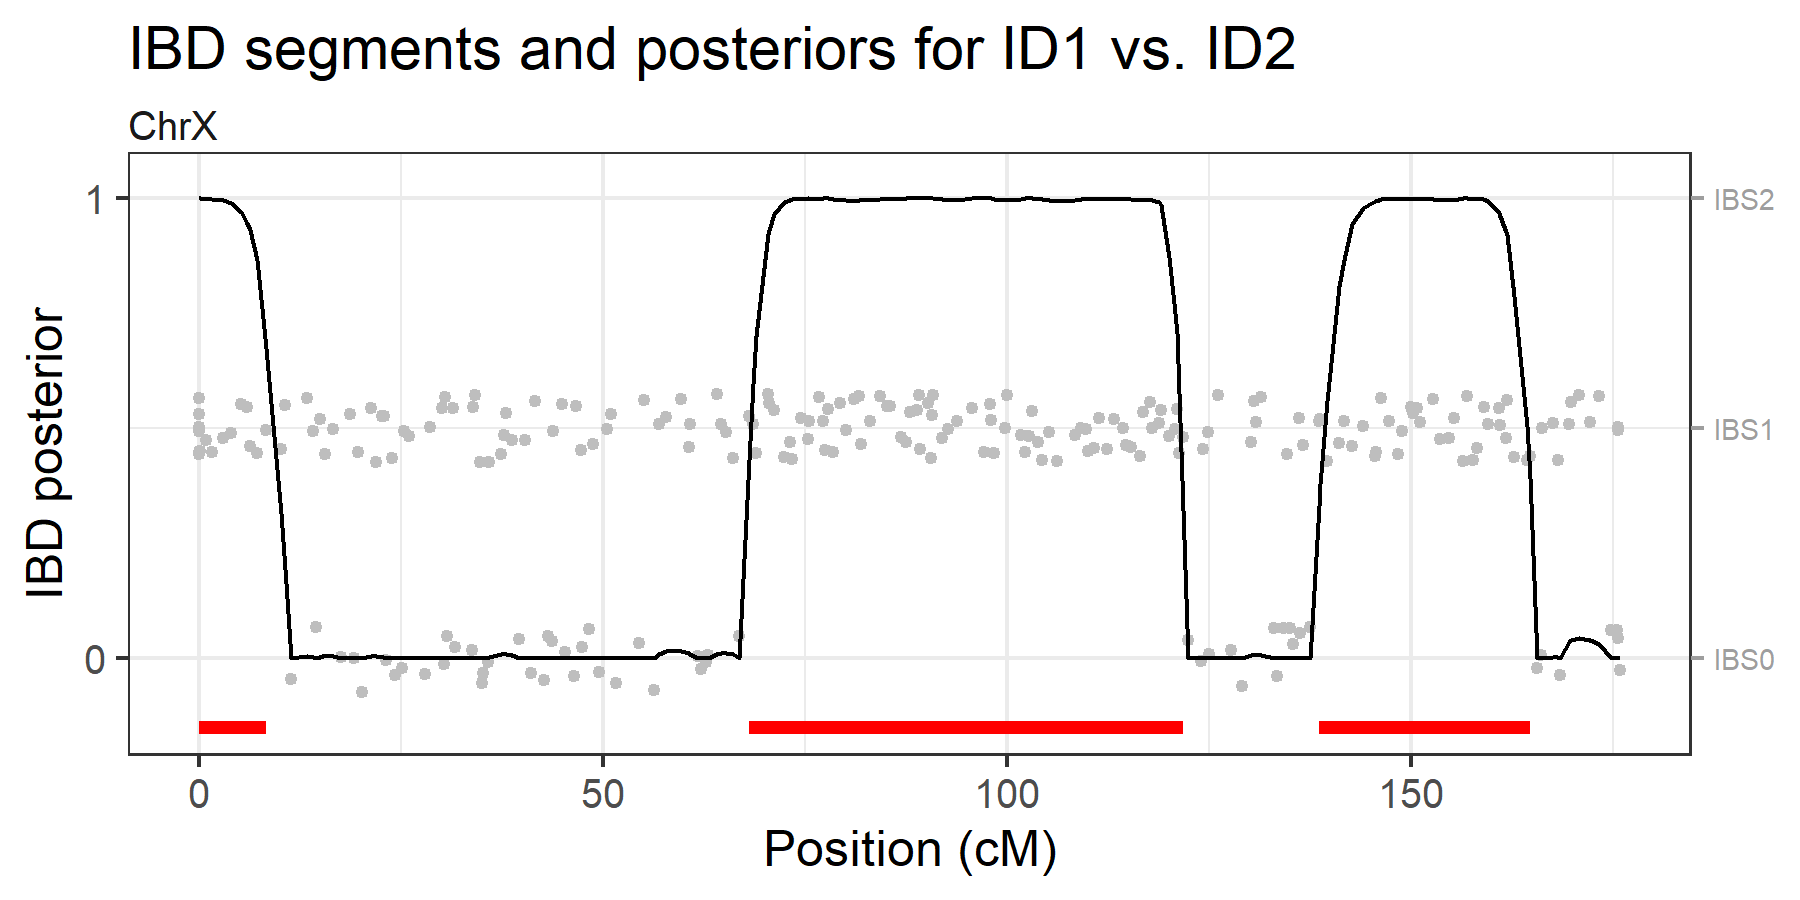 IBD segments and posteriors for ID1 vs. ID2
ChrX
1
IBS2
IBS1
0
IBS0
IBD posterior
0 50 100 150
Position (cM)